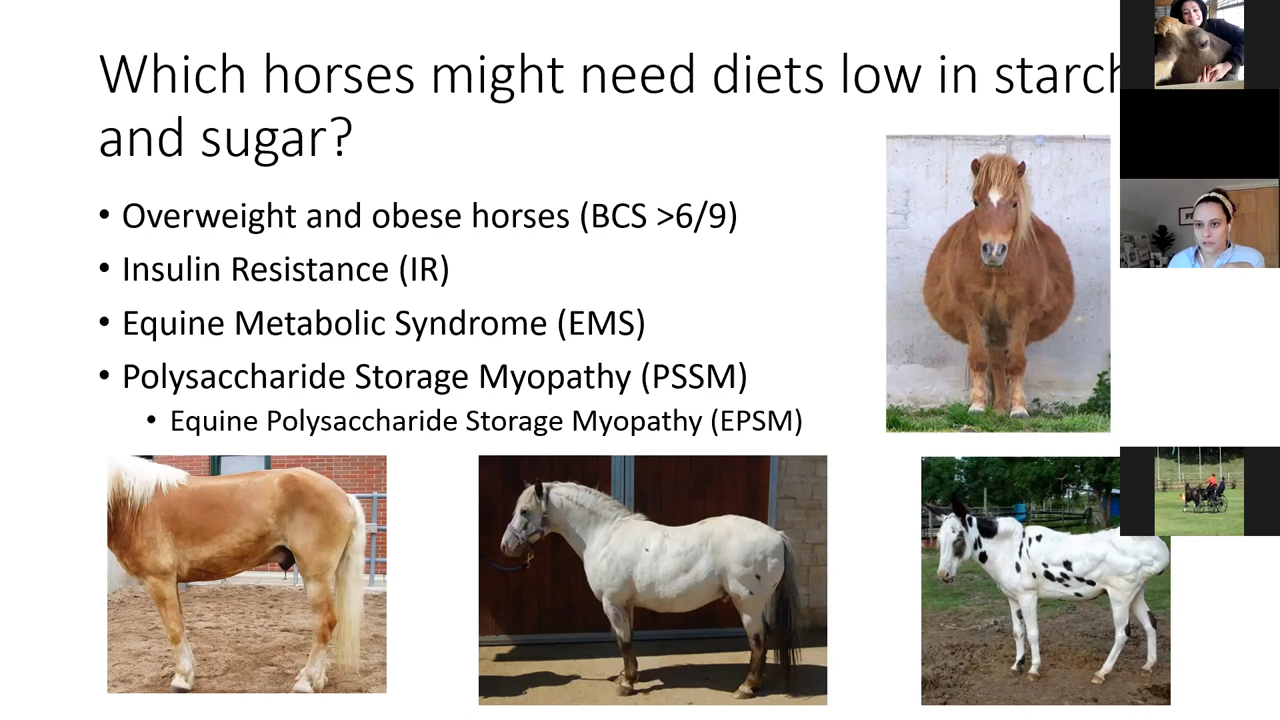 Which horses might need diets low in starch
and sugar?
• Overweight and obese horses (BCS >6/9)
• Insulin Resistance (IR)
• Equine Metabolic Syndrome (EMS)
• Polysaccharide Storage Myopathy (PSSM)
• Equine Polysaccharide Storage Myopathy (EPSM)